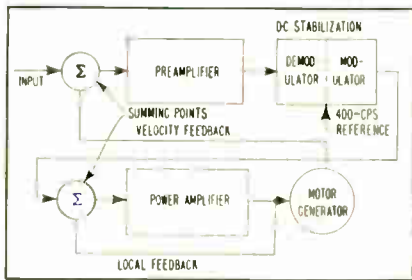 D-C STABILIZATION
Σ
PREAMPLIFIER
DEMOD
ULATOR
MOD-
ULATOR
INPUT
SUMMING POINTS
VELOCITY FEEDBACK
400-CPS
REFERENCE
Σ
POWER AMPLIFIER
MOTOR
GENERATOR
LOCAL FEEDBACK